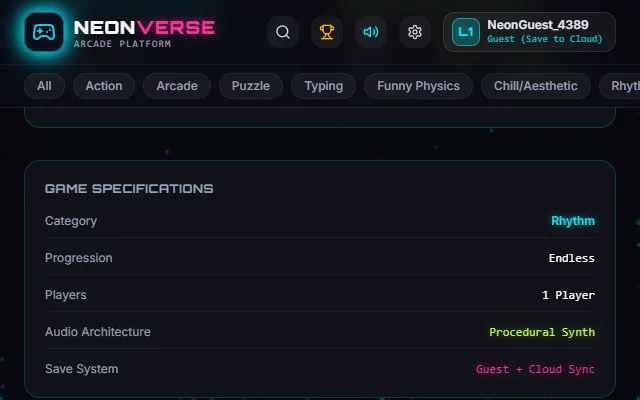 NEONVERSE
ARCADE PLATFORM
L1
NeonGuest_4389
Guest (Save to Cloud)
All
Action
Arcade
Puzzle
Typing
Funny Physics
Chill/Aesthetic
GAME SPECIFICATIONS
Category Rhythm
Progression Endless
Players 1 Player
Audio Architecture Procedural Synth
Save System Guest + Cloud Sync